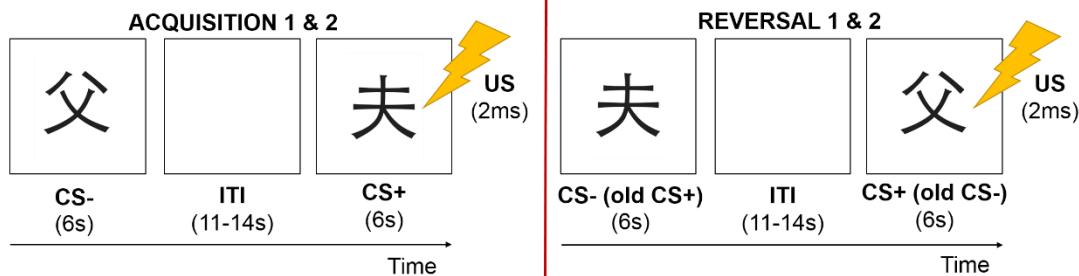 ACQUISITION 1 & 2
父
夫
US
(2ms)
CS-
(6s)
ITI
(11-14s)
CS+
(6s)
Time
REVERSAL 1 & 2
夫
父
US
(2ms)
CS- (old CS+)
(6s)
ITI
(11-14s)
CS+ (old CS-)
(6s)
Time